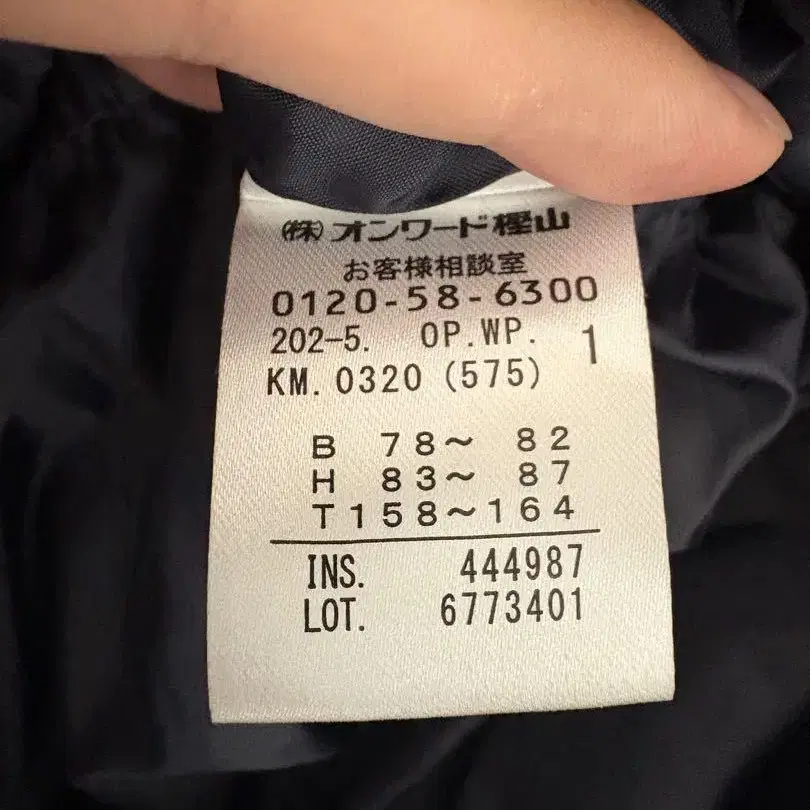 ㈱オンワード樫山
お客様相談室
0120-58-6300
202-5. OP.WP. 1
KM. 0320 (575)
B 78～ 82
H 83～ 87
T158～164
INS. 444987
LOT. 6773401